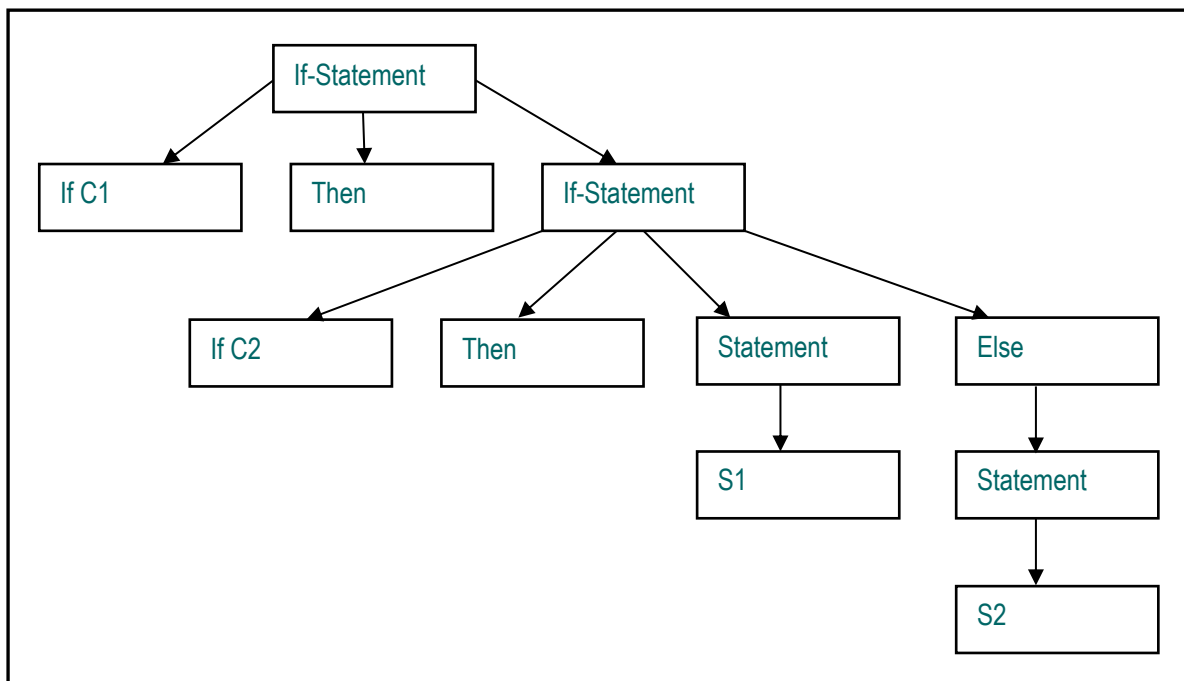 If-Statement
If C1
Then
If-Statement
If C2
Then
Statement
Else
S1
Statement
S2